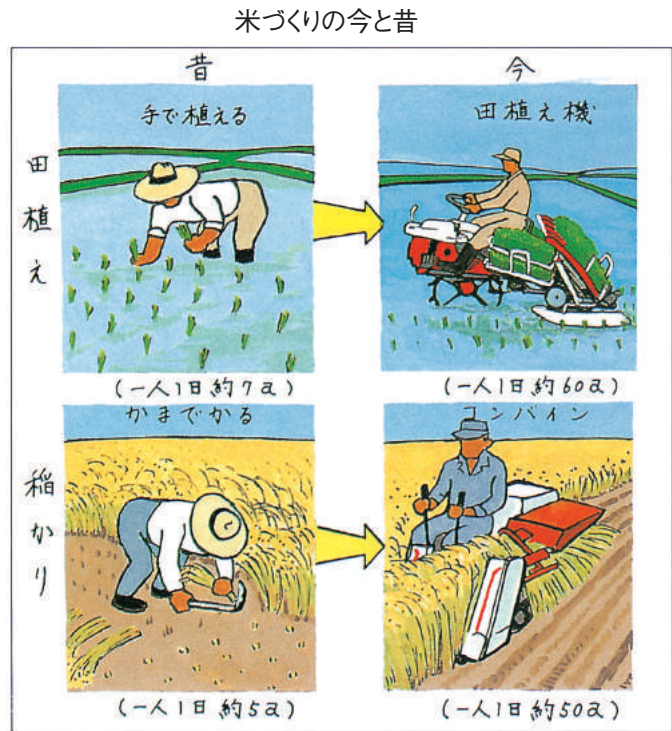 米づくりの今と昔
昔
今
田植え
手で植える
田植え機
(一人1日約7a)
(一人1日約60a)
稲かり
かまでかる
コンバイン
(一人1日約5a)
(一人1日約50a)